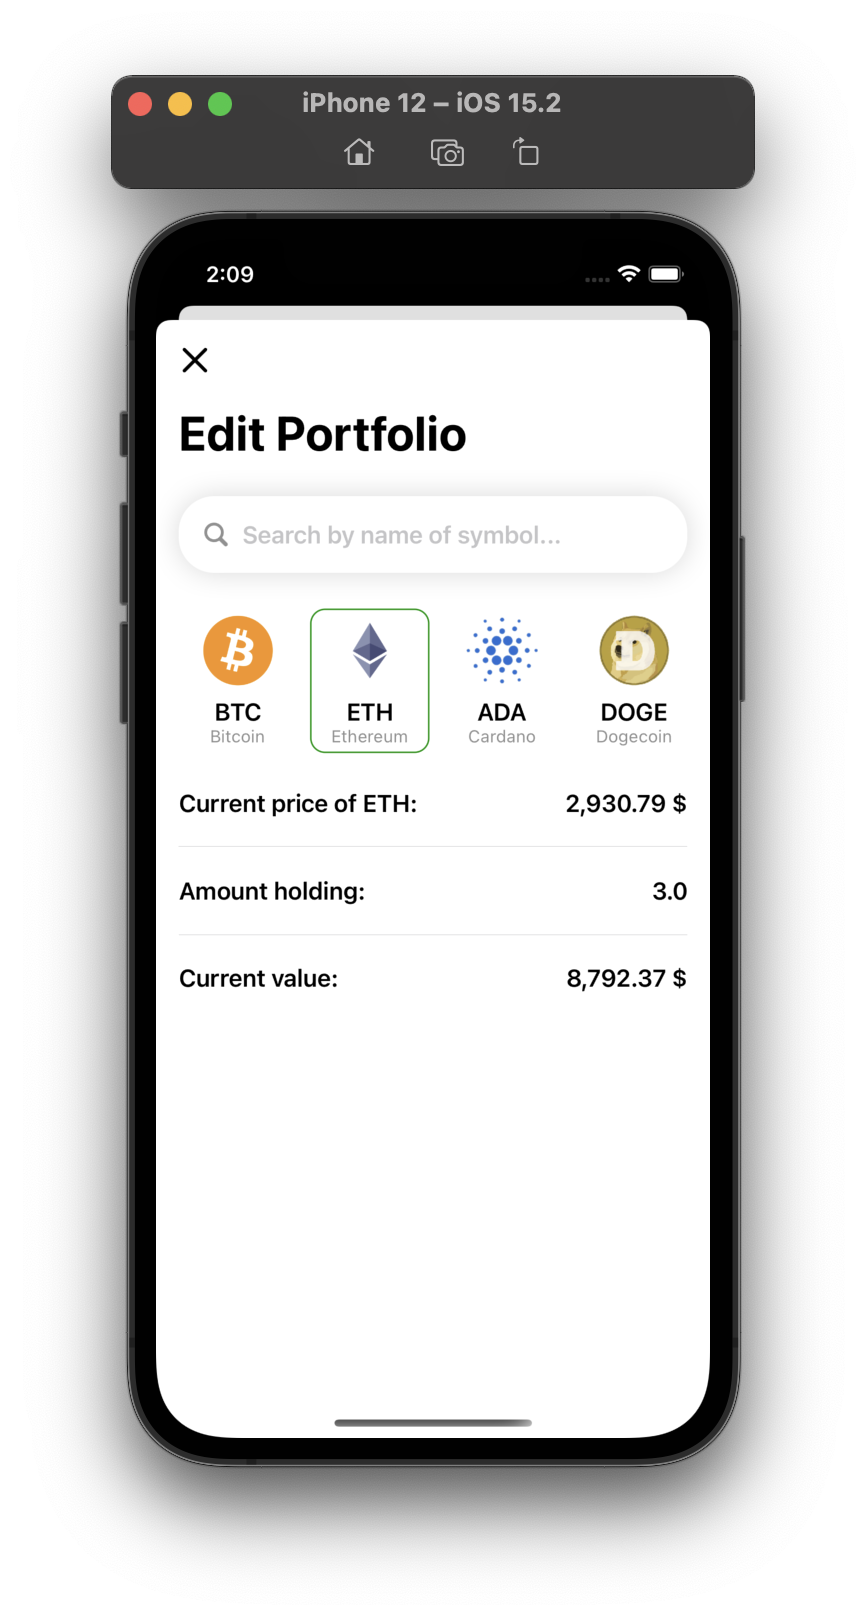 iPhone 12 – iOS 15.2
2:09
Edit Portfolio
Search by name of symbol...
BTC ETH ADA DOGE
Bitcoin Ethereum Cardano Dogecoin
Current price of ETH: 2,930.79 $
Amount holding: 3.0
Current value: 8,792.37 $